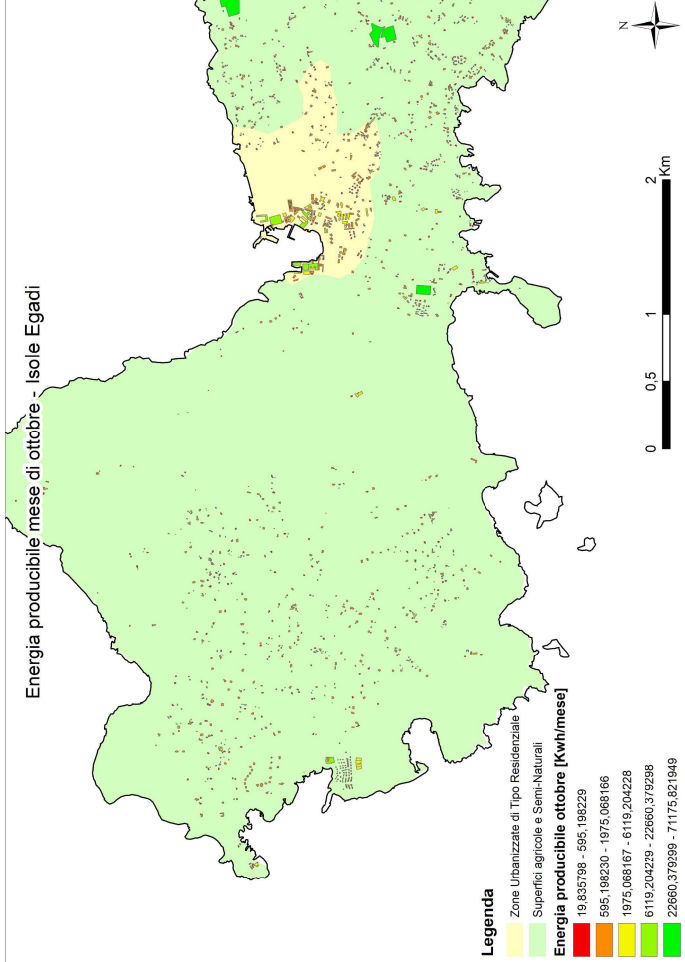 Energia producibile mese di ottobre - Isole Egadi
N
0
0,5
1
2
Km
Legenda
Zone Urbanizzate di Tipo Residenziale
Superfici agricole e Semi-Naturali
Energia producibile ottobre [Kwh/mese]
19,835798 - 595,198229
595,198230 - 1975,068166
1975,068167 - 6119,204228
6119,204229 - 22660,379298
22660,379299 - 71175,821949